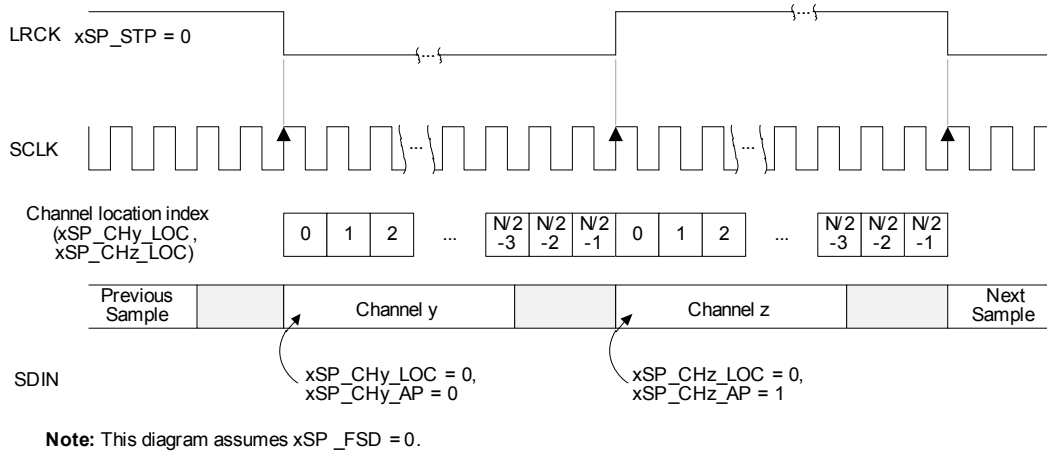 LRCK xSP_STP = 0
...
...
SCLK
...
...
Channel location index
(xSP_CHy_LOC,
xSP_CHz_LOC)
0 1 2 ... N/2 -3 N/2 -2 N/2 -1 0 1 2 ... N/2 -3 N/2 -2 N/2 -1
Previous
Sample
Channel y
Channel z
Next
Sample
SDIN
xSP_CHy_LOC = 0,
xSP_CHy_AP = 0
xSP_CHz_LOC = 0,
xSP_CHz_AP = 1
Note: This diagram assumes xSP _FSD = 0.